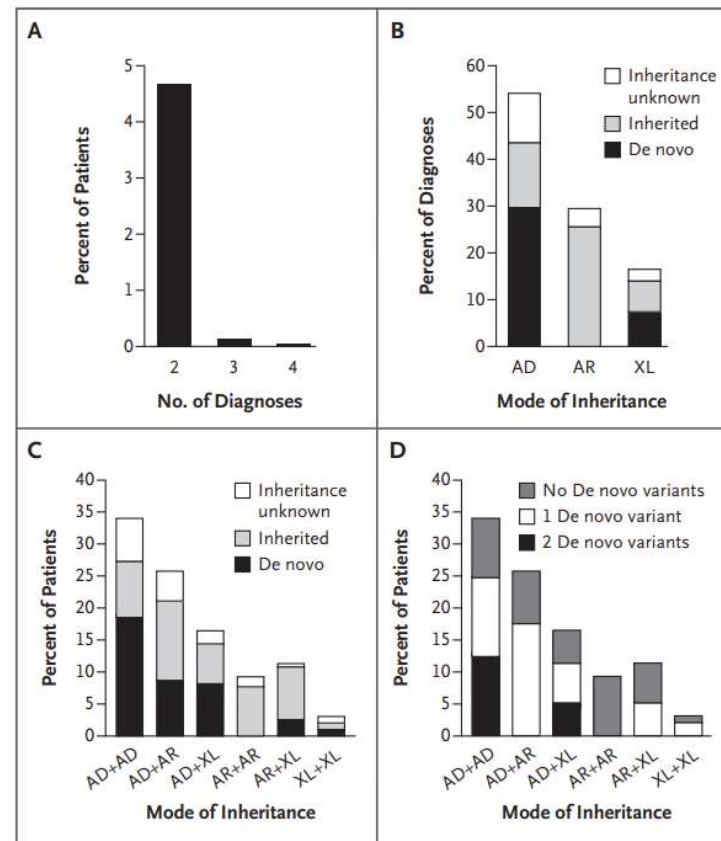 A
5
4
3
2
1
0
Percent of Patients
2 3 4
No. of Diagnoses
B
60
50
40
30
20
10
0
Percent of Diagnoses
Inheritance
unknown
Inherited
De novo
AD AR XL
Mode of Inheritance
C
40
35
30
25
20
15
10
5
0
Percent of Patients
Inheritance
unknown
Inherited
De novo
AD+AD AD+AR AD+XL AR+AR AR+XL XL+XL
Mode of Inheritance
D
40
35
30
25
20
15
10
5
0
Percent of Patients
No De novo variants
1 De novo variant
2 De novo variants
AD+AD AD+AR AD+XL AR+AR AR+XL XL+XL
Mode of Inheritance